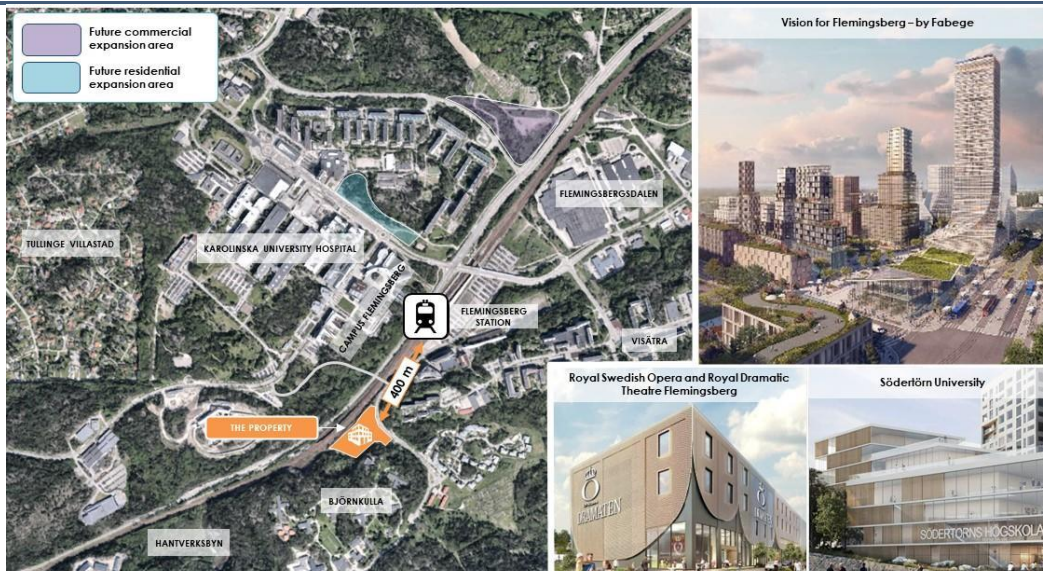 Future commercial
expansion area
Future residential
expansion area
Vision for Flemingsberg – by Fabege
FLEMINGSBERGSDALEN
TULLINGE VILLASTAD
KAROLINSKA UNIVERSITY HOSPITAL
CAMPUS FLEMINGSBERG
FLEMINGSBERG
STATION
VISÄTRA
400 m
THE PROPERTY
BJÖRNKULLA
HANTVERKSBYN
Royal Swedish Opera and Royal Dramatic
Theatre Flemingsberg
DRAMATEN
Södertörn University
SÖDERTÖRNS HÖGSKOLA